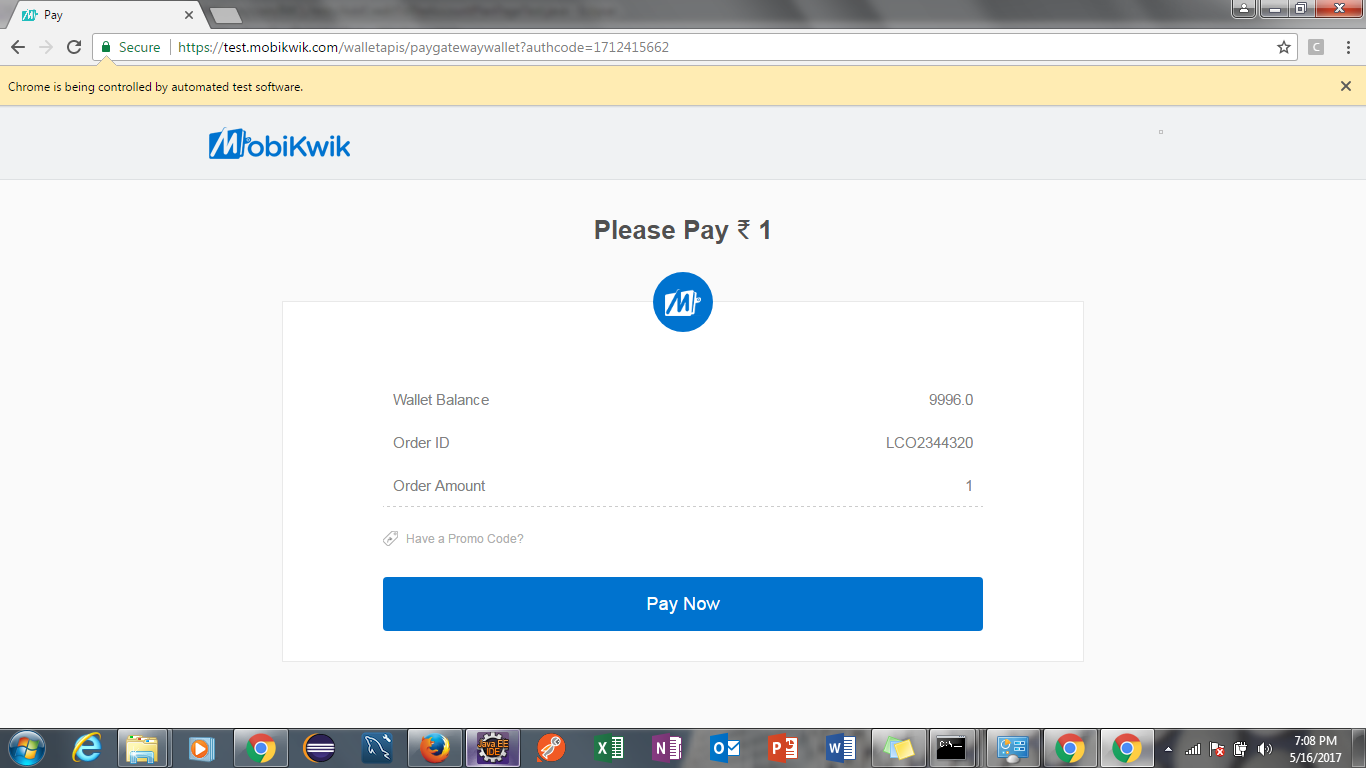 Pay
Secure
https://test.mobikwik.com/walletapis/paygatewaywallet?authcode=1712415662
C
Chrome is being controlled by automated test software.
MobiKwik
Please Pay ₹ 1
M
Wallet Balance 9996.0
Order ID LCO2344320
Order Amount 1
Have a Promo Code?
Pay Now
Java EE
IDE
C:\_
7:08 PM
5/16/2017